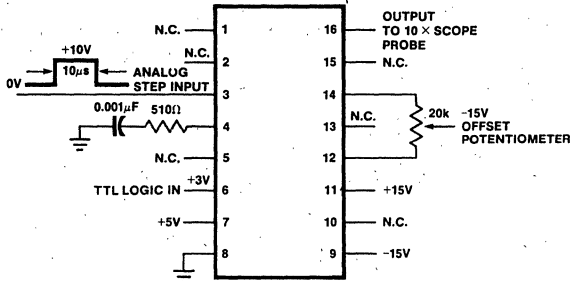 N.C. 1
N.C. 2
+10V
10μs
0V
ANALOG
STEP INPUT
3
0.001μF 510Ω
4
N.C. 5
TTL LOGIC IN +3V 6
+5V 7
8
16 OUTPUT
TO 10 × SCOPE
PROBE
15 N.C.
14
13 N.C.
20k
-15V
OFFSET
POTENTIOMETER
12
11 +15V
10 N.C.
9 -15V